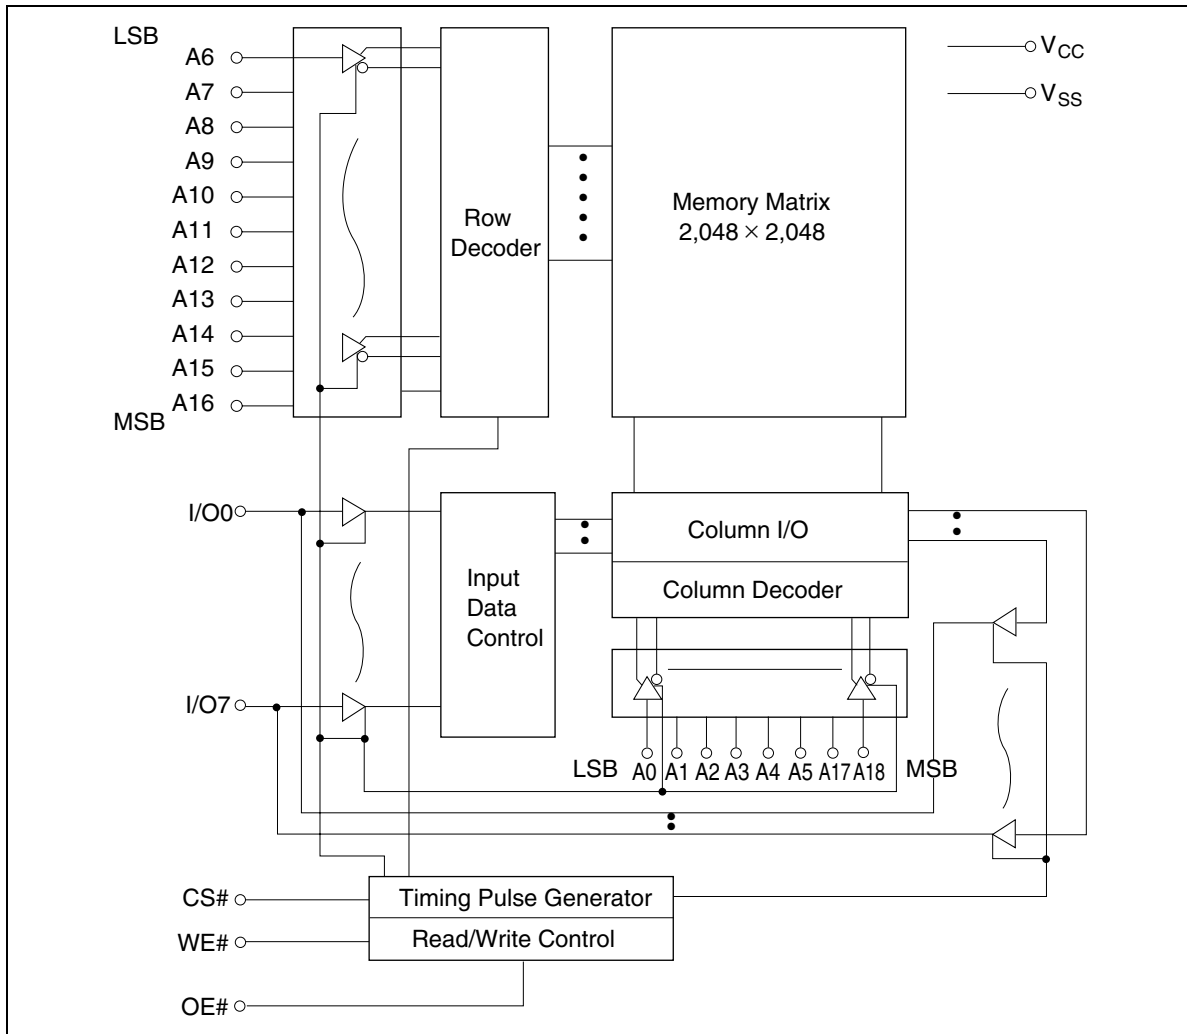 LSB
A6
A7
A8
A9
A10
A11
A12
A13
A14
A15
A16
MSB
Row
Decoder
Memory Matrix
2,048 × 2,048
VCC
VSS
I/O0
I/O7
Input
Data
Control
Column I/O
Column Decoder
LSB A0 A1 A2 A3 A4 A5 A17 A18 MSB
CS#
WE#
OE#
Timing Pulse Generator
Read/Write Control